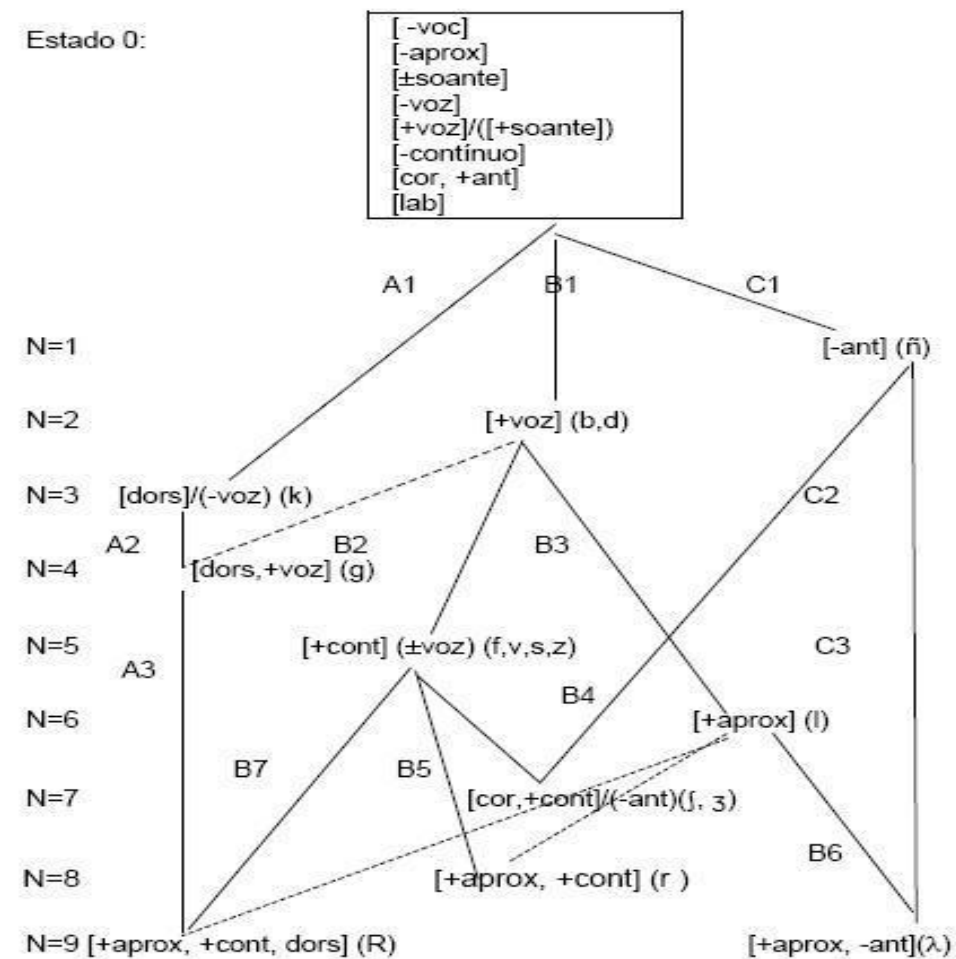 Estado 0:
[ -voc]
[-aprox]
[±soante]
[-voz]
[+voz]/([+soante])
[-contínuo]
[cor, +ant]
[lab]
A1 B1 C1
N=1 [-ant] (ñ)
N=2 [+voz] (b,d)
N=3 [dors]/(-voz) (k) C2
A2 B2 B3
N=4 [dors,+voz] (g)
N=5 [+cont] (±voz) (f,v,s,z) C3
A3
B4
N=6 [+aprox] (l)
B7 B5
N=7 [cor,+cont]/(-ant)(ʃ, ʒ)
B6
N=8 [+aprox, +cont] (r )
N=9 [+aprox, +cont, dors] (R) [+aprox, -ant](λ)